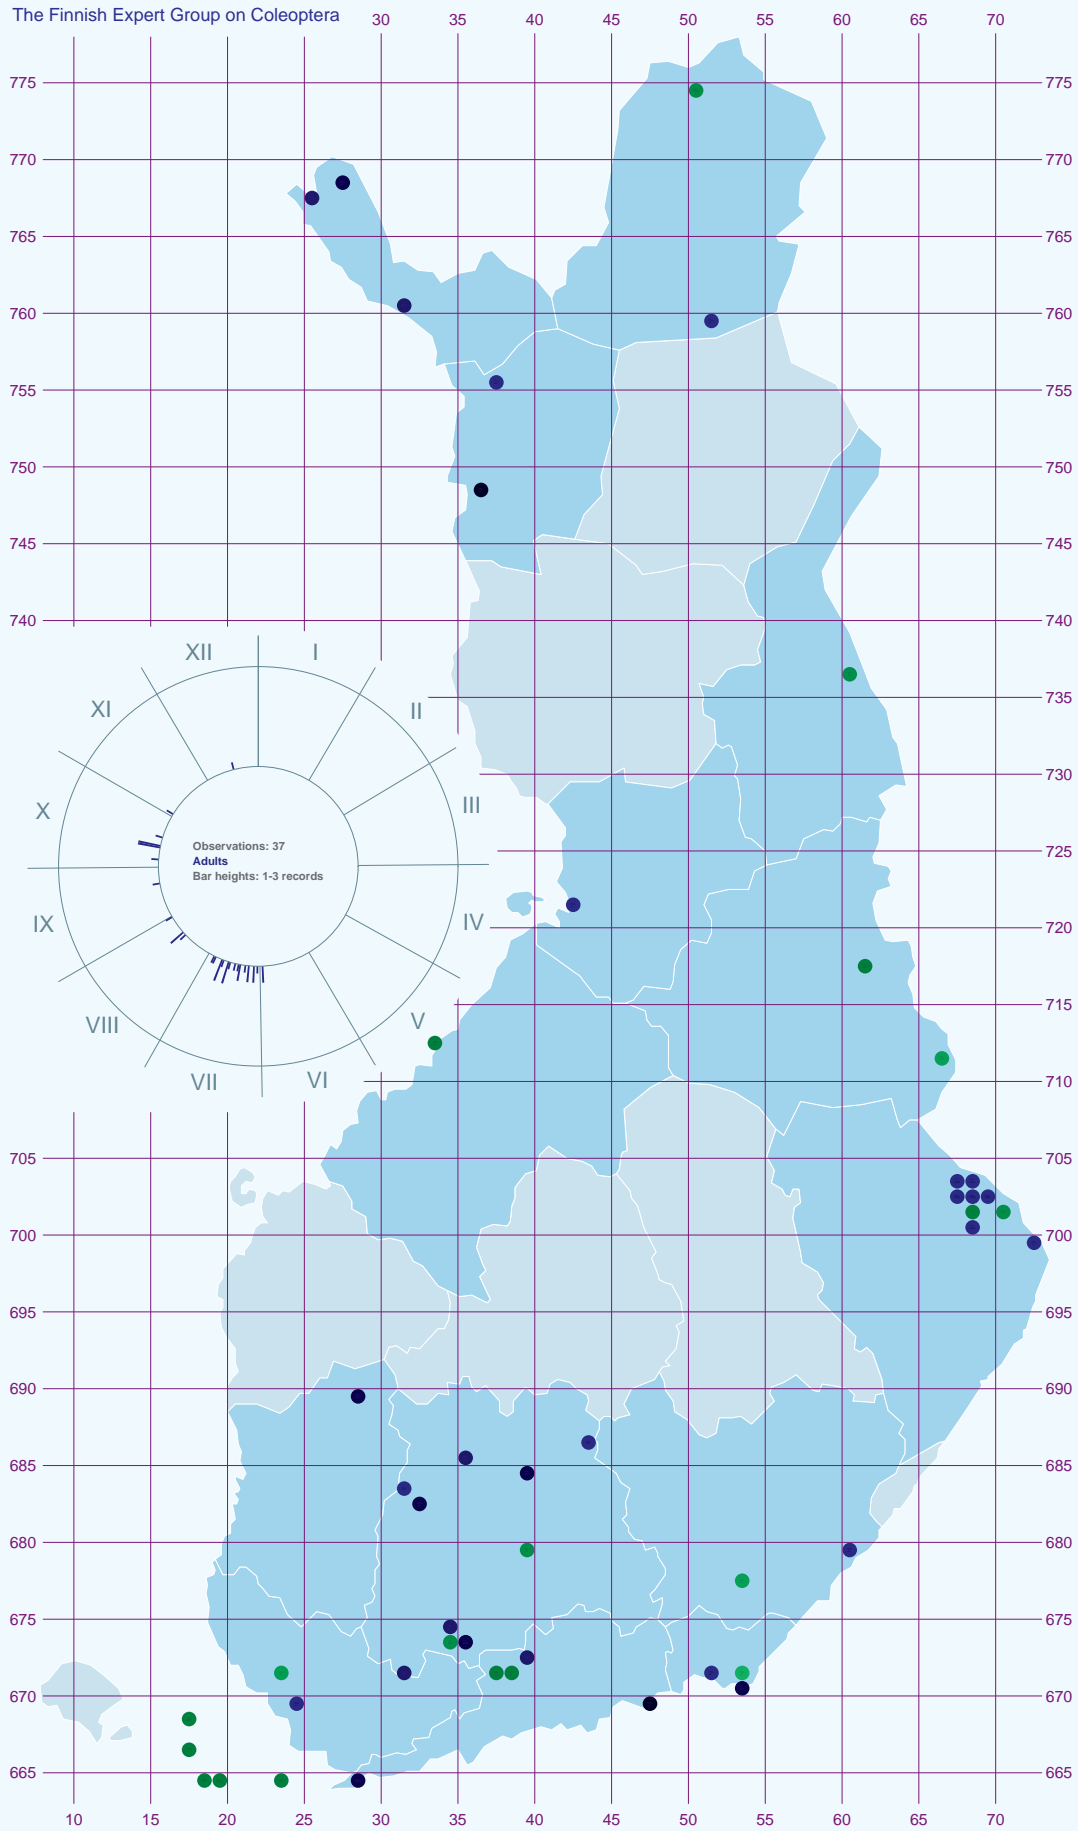 The Finnish Expert Group on Coleoptera
30 35 40 45 50 55 60 65 70
775 775
770 770
765 765
760 760
755 755
750 750
745 745
740 740
XII I
XI II
735
730
III
X
Observations: 37
Adults
Bar heights: 1-3 records
725
IX IV
720
715
VIII V
VII VI
710
705 705
700 700
695 695
690 690
685 685
680 680
675 675
670 670
665 665
10 15 20 25 30 35 40 45 50 55 60 65 70